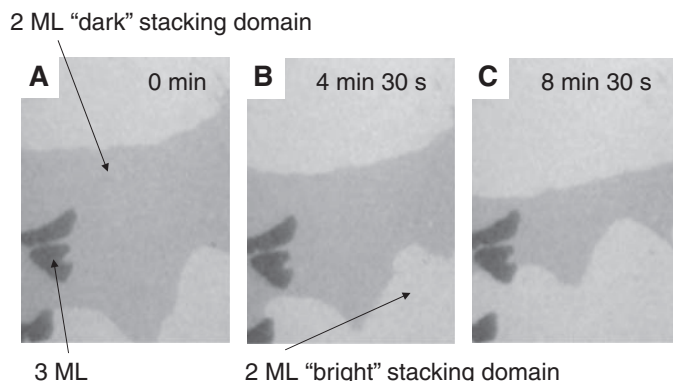 2 ML “dark” stacking domain
A 0 min
B 4 min 30 s
C 8 min 30 s
3 ML
2 ML “bright” stacking domain